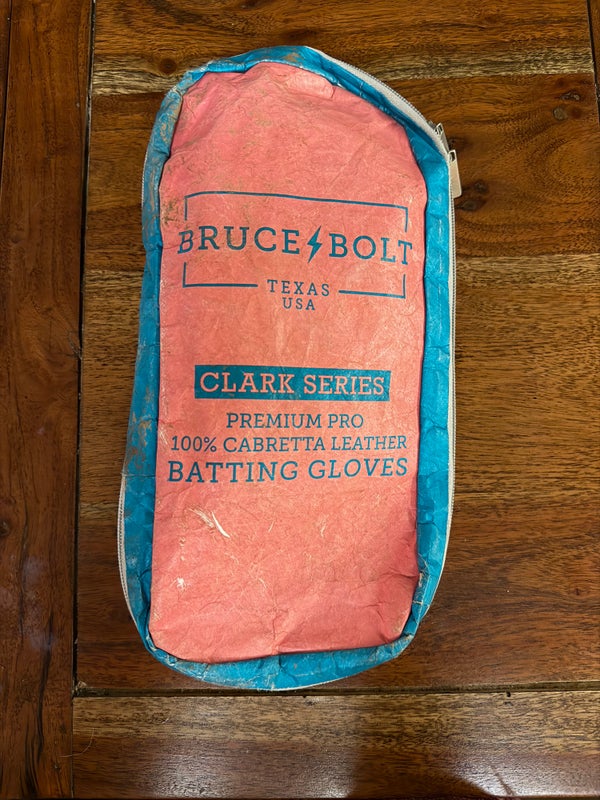 BRUCE BOLT
TEXAS
USA
CLARK SERIES
PREMIUM PRO
100% CABRETTA LEATHER
BATTING GLOVES